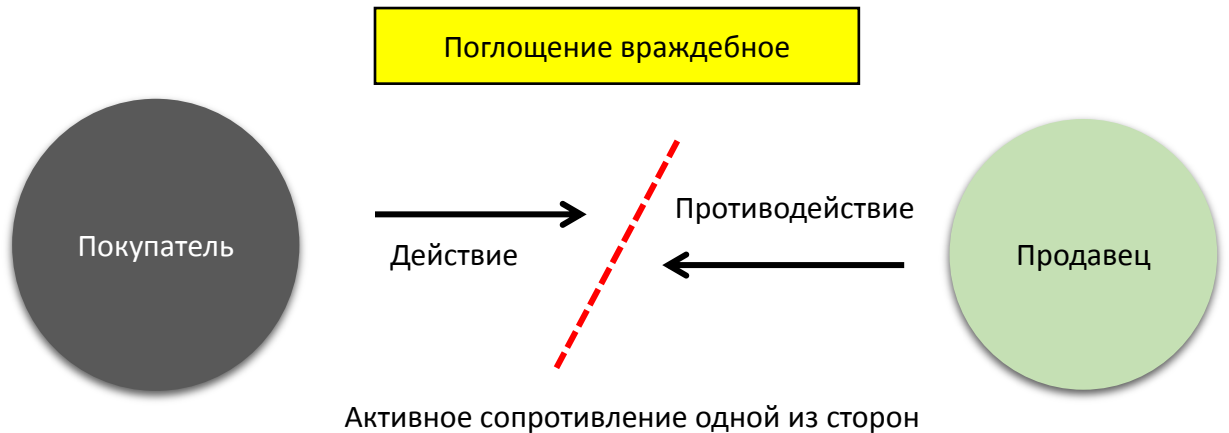 Поглощение враждебное
Покупатель
Действие
Противодействие
Продавец
Активное сопротивление одной из сторон